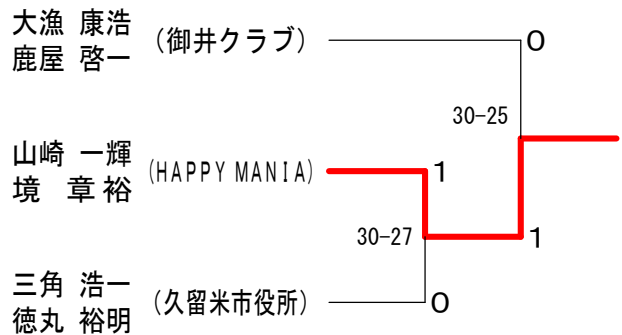 大漁 康浩
鹿屋 啓一
(御井クラブ)
0
30-25
山崎 一輝
境 章裕
(HAPPY MANIA)
1
30-27
1
三角 浩一
徳丸 裕明
(久留米市役所)
0